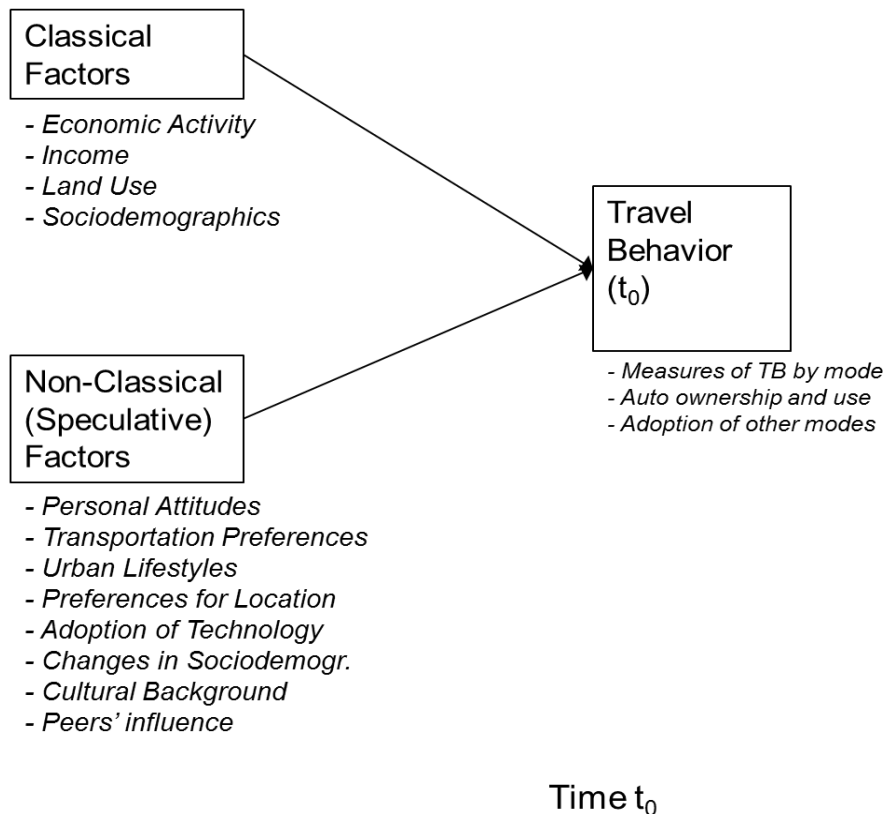 Classical
Factors
- Economic Activity
- Income
- Land Use
- Sociodemographics
Travel
Behavior
(t₀)
- Measures of TB by mode
- Auto ownership and use
- Adoption of other modes
Non-Classical
(Speculative)
Factors
- Personal Attitudes
- Transportation Preferences
- Urban Lifestyles
- Preferences for Location
- Adoption of Technology
- Changes in Sociodemogr.
- Cultural Background
- Peers’ influence
Time t₀